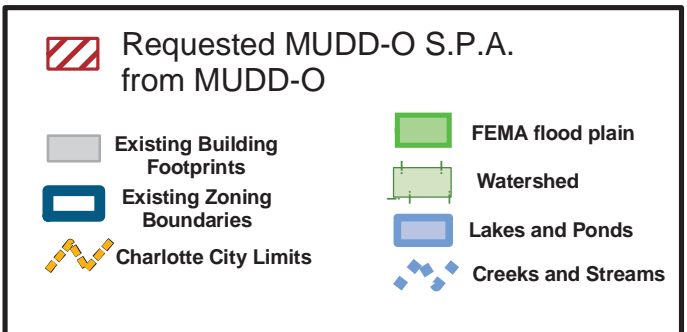 Requested MUDD-O S.P.A.
from MUDD-O
Existing Building
Footprints
Existing Zoning
Boundaries
Charlotte City Limits
FEMA flood plain
Watershed
Lakes and Ponds
Creeks and Streams